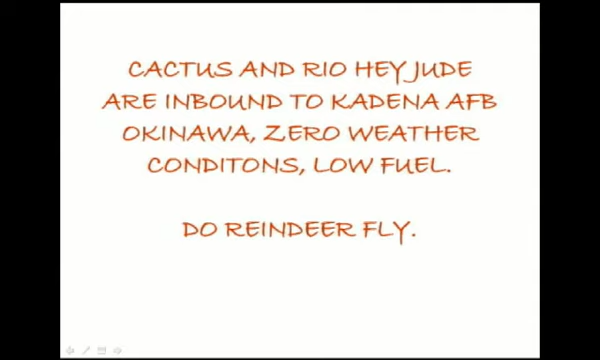 CACTUS AND RIO HEY JUDE
ARE INBOUND TO KADENA AFB
OKINAWA, ZERO WEATHER
CONDITONS, LOW FUEL.
DO REINDEER FLY.